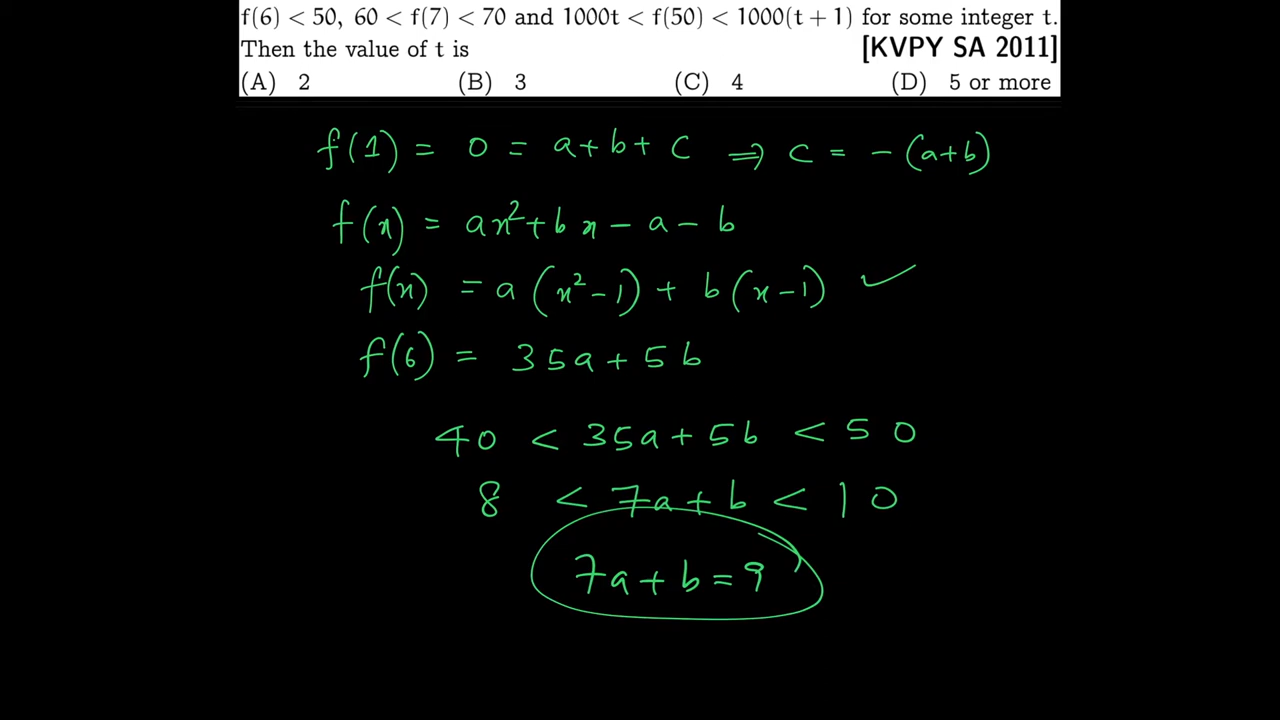 f(6) < 50, 60 < f(7) < 70 and 1000t < f(50) < 1000(t + 1) for some integer t.
Then the value of t is [KVPY SA 2011]
(A) 2 (B) 3 (C) 4 (D) 5 or more
f(1) = 0 = a+b+c ⇒ c = -(a+b)
f(x) = ax²+bx-a-b
f(x) = a(x²-1) + b(x-1) ✓
f(6) = 35a+5b
40 < 35a+5b < 50
8 < 7a+b < 10
7a+b=9